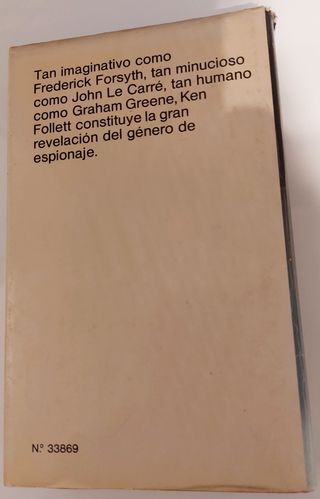 Tan imaginativo como
Frederick Forsyth, tan minucioso
como John Le Carré, tan humano
como Graham Greene, Ken
Follett constituye la gran
revelación del género de
espionaje.
N.º 33869